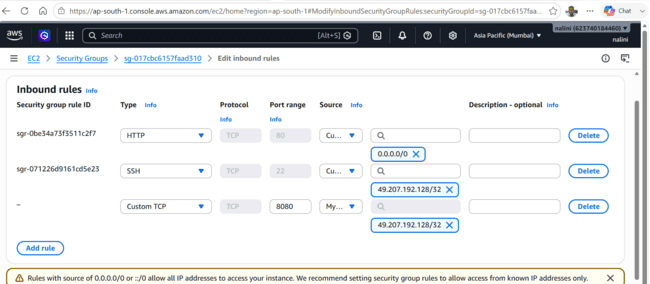 https://ap-south-1.console.aws.amazon.com/ec2/home?region=ap-south-1#ModifyInboundSecurityGroupRules:securityGroupId=sg-017cbc6157faad310...
Chat
aws
Search
[Alt+S]
Asia Pacific (Mumbai)
nalini (623740184460)
nalini
EC2 > Security Groups > sg-017cbc6157faad310 > Edit inbound rules
Inbound rules Info
Security group rule ID Type Info Protocol Port range Source Info Description - optional Info
Info Info
sgr-0be34a73f3511c2f7 HTTP TCP 80 Cu... Delete
0.0.0.0/0
sgr-071226d9161cd5e23 SSH TCP 22 Cu... Delete
49.207.192.128/32
– Custom TCP TCP 8080 My... Delete
49.207.192.128/32
Add rule
Rules with source of 0.0.0.0/0 or ::/0 allow all IP addresses to access your instance. We recommend setting security group rules to allow access from known IP addresses only.